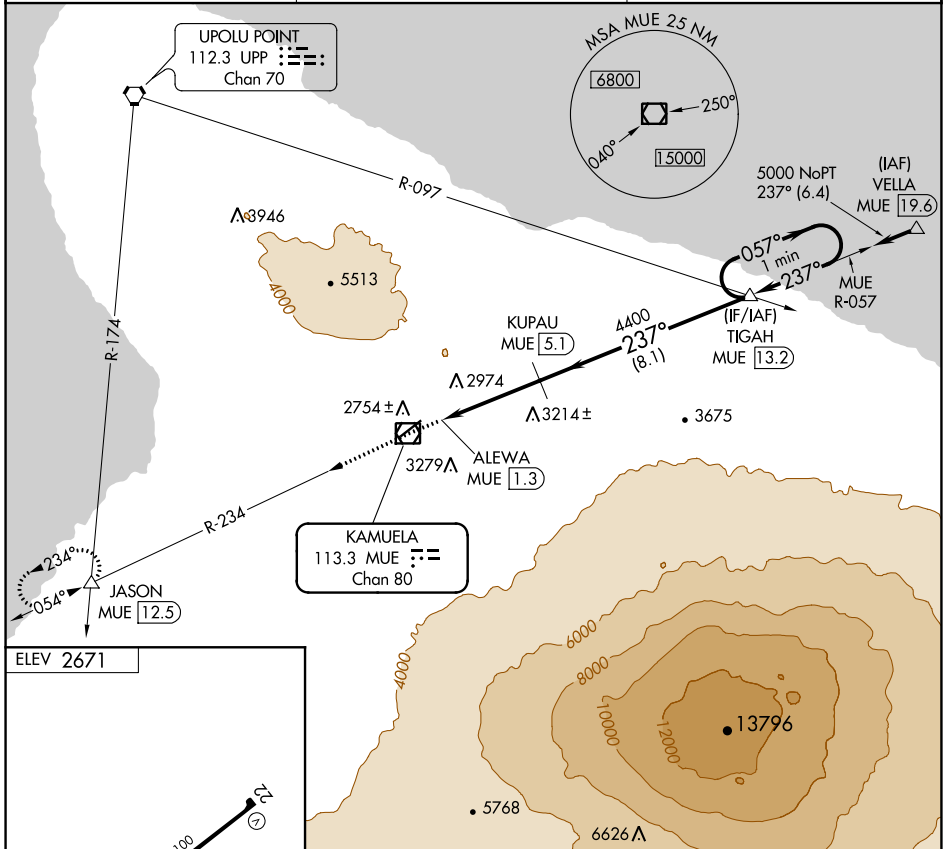 UPOLU POINT
112.3 UPP
Chan 70
MSA MUE 25 NM
6800
250°
040°
15000
(IAF)
VELLA
MUE 19.6
5000 NoPT
237° (6.4)
R-097
3946
5513
4000
057°
1 min
237°
MUE
R-057
(IF/IAF)
TIGAH
MUE 13.2
4400
237°
(8.1)
KUPAU
MUE 5.1
R-174
2974
2754 ±
3214 ±
3675
3279
ALEWA
MUE 1.3
R-234
KAMUELA
113.3 MUE
Chan 80
234°
054°
JASON
MUE 12.5
ELEV 2671
4000
6000
8000
10000
12000
13796
5768
6626
22
V
100